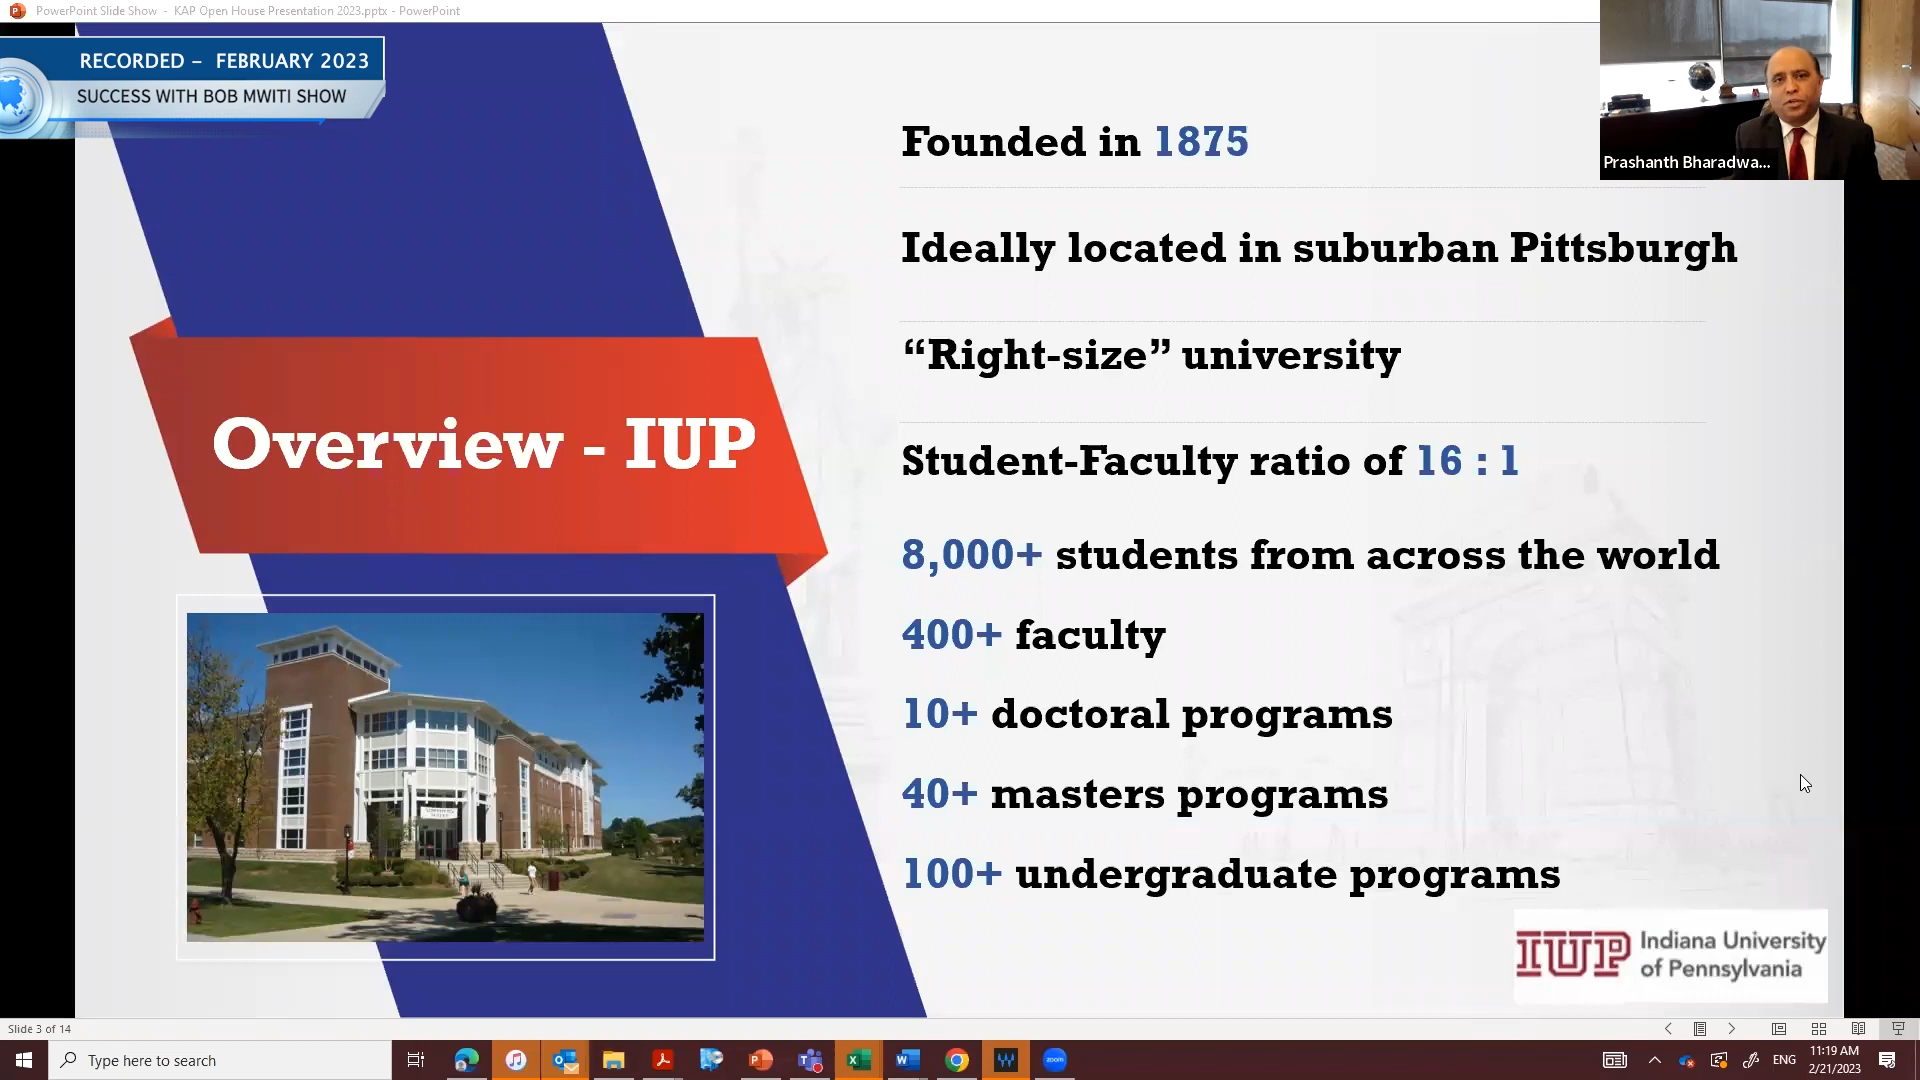 PowerPoint Slide Show - KAP Open House Presentation 2023.pptx - PowerPoint
RECORDED – FEBRUARY 2023
SUCCESS WITH BOB MWITI SHOW
Prashanth Bharadwa...
Overview - IUP
Founded in 1875
Ideally located in suburban Pittsburgh
“Right-size” university
Student-Faculty ratio of 16 : 1
8,000+ students from across the world
400+ faculty
10+ doctoral programs
40+ masters programs
100+ undergraduate programs
IUP Indiana University
of Pennsylvania
Slide 3 of 14
Type here to search
zoom
ENG
11:19 AM
2/21/2023